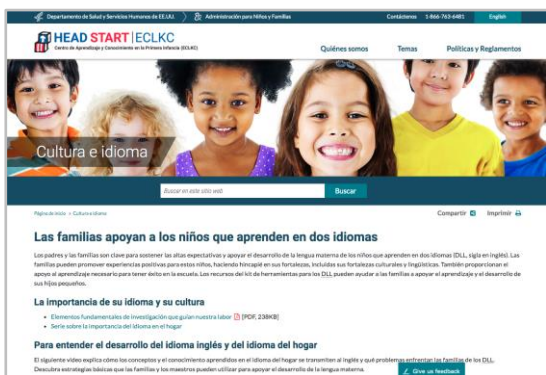 Departamento de Salud y Servicios Humanos de EE.UU. Administración para Niños y Familias Contáctenos 1-866-763-6481 English
HEAD START | ECLKC
Centro de Aprendizaje y Conocimiento en la Primera Infancia (ECLKC)
Quiénes somos Temas Políticas y Reglamentos
Cultura e idioma
Buscar en este sitio web Buscar
Página de inicio > Cultura e idioma Compartir Imprimir
Las familias apoyan a los niños que aprenden en dos idiomas
Los padres y las familias son clave para sostener las altas expectativas y apoyar el desarrollo de la lengua materna de los niños que aprenden en dos idiomas (DLL, sigla en inglés). Las
familias pueden promover experiencias positivas para estos niños, haciendo hincapié en sus fortalezas, incluidas sus fortalezas culturales y lingüísticas. También proporcionan el
apoyo al aprendizaje necesario para tener éxito en la escuela. Los recursos del kit de herramientas para los DLL pueden ayudar a las familias a apoyar el aprendizaje y el desarrollo de
sus hijos pequeños.
La importancia de su idioma y su cultura
• Elementos fundamentales de investigación que guían nuestra labor [PDF, 238KB]
• Serie sobre la importancia del idioma en el hogar
Para entender el desarrollo del idioma inglés y del idioma del hogar
El siguiente video explica cómo los conceptos y el conocimiento aprendidos en el idioma del hogar se transmiten al inglés y qué problemas enfrentan las familias de los DLL.
Descubra estrategias básicas que las familias y los maestros pueden utilizar para apoyar el desarrollo de la lengua materna.
Give us feedback